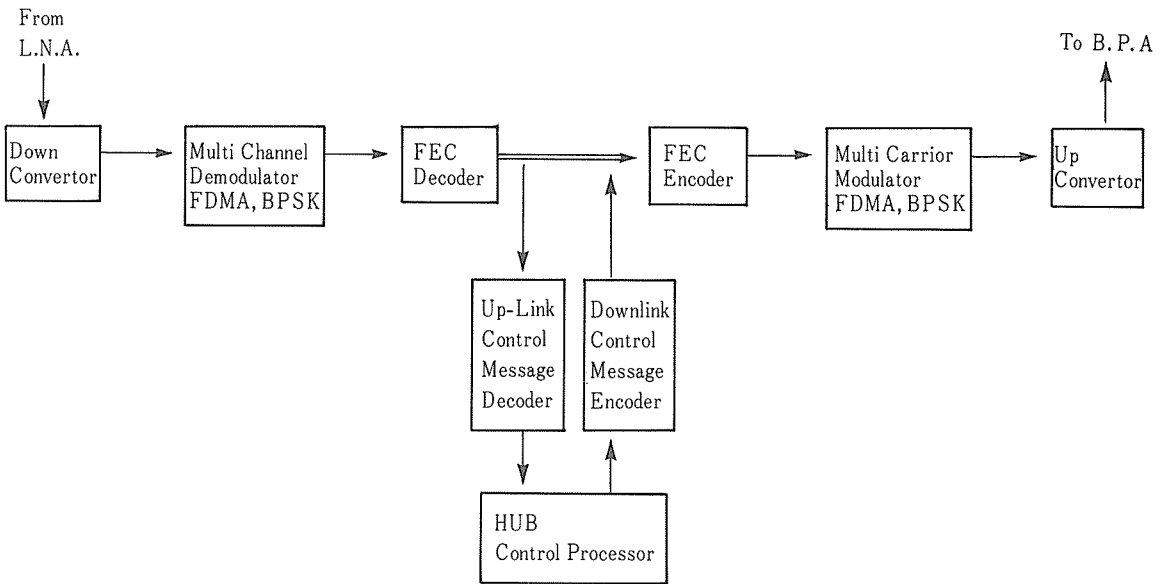 From
L.N.A.
To B.P.A
Down
Convertor
Multi Channel
Demodulator
FDMA, BPSK
FEC
Decoder
FEC
Encoder
Multi Carrior
Modulator
FDMA, BPSK
Up
Convertor
Up-Link
Control
Message
Decoder
Downlink
Control
Message
Encoder
HUB
Control Processor